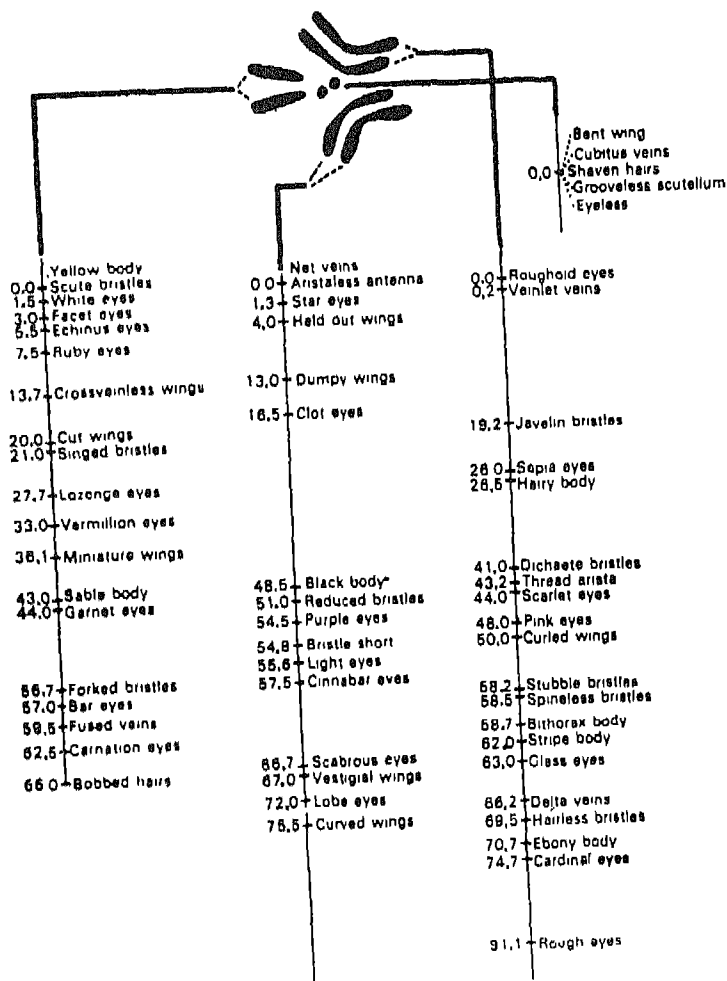 Bent wing
Cubitus veins
0,0 Shaven hairs
Grooveless scutellum
Eyeless
Yellow body
0.0 Scute bristles
1.5 White eyes
3.0 Facet eyes
5.5 Echinus eyes
7.5 Ruby eyes
13.7 Crossveinless wings
20.0 Cut wings
21.0 Singed bristles
27.7 Lozenge eyes
33.0 Vermillion eyes
36.1 Miniature wings
43.0 Sable body
44.0 Garnet eyes
56.7 Forked bristles
57.0 Bar eyes
59.5 Fused veins
62.5 Carnation eyes
66.0 Bobbed hairs
Net veins
0.0 Aristaless antenna
1.3 Star eyes
4.0 Held out wings
13.0 Dumpy wings
16.5 Clot eyes
48.5 Black body
51.0 Reduced bristles
54.5 Purple eyes
54.8 Bristle short
55.6 Light eyes
57.5 Cinnabar eyes
66.7 Scabrous eyes
67.0 Vestigial wings
72.0 Lobe eyes
75.5 Curved wings
0.0 Roughoid eyes
0.2 Veinlet veins
19.2 Javelin bristles
26.0 Sepia eyes
26.5 Hairy body
41.0 Dichaete bristles
43.2 Thread arista
44.0 Scarlet eyes
48.0 Pink eyes
50.0 Curled wings
58.2 Stubble bristles
58.5 Spineless bristles
58.7 Bithorax body
62.0 Stripe body
63.0 Glass eyes
66.2 Delta veins
69.5 Hairless bristles
70.7 Ebony body
74.7 Cardinal eyes
91.1 Rough eyes